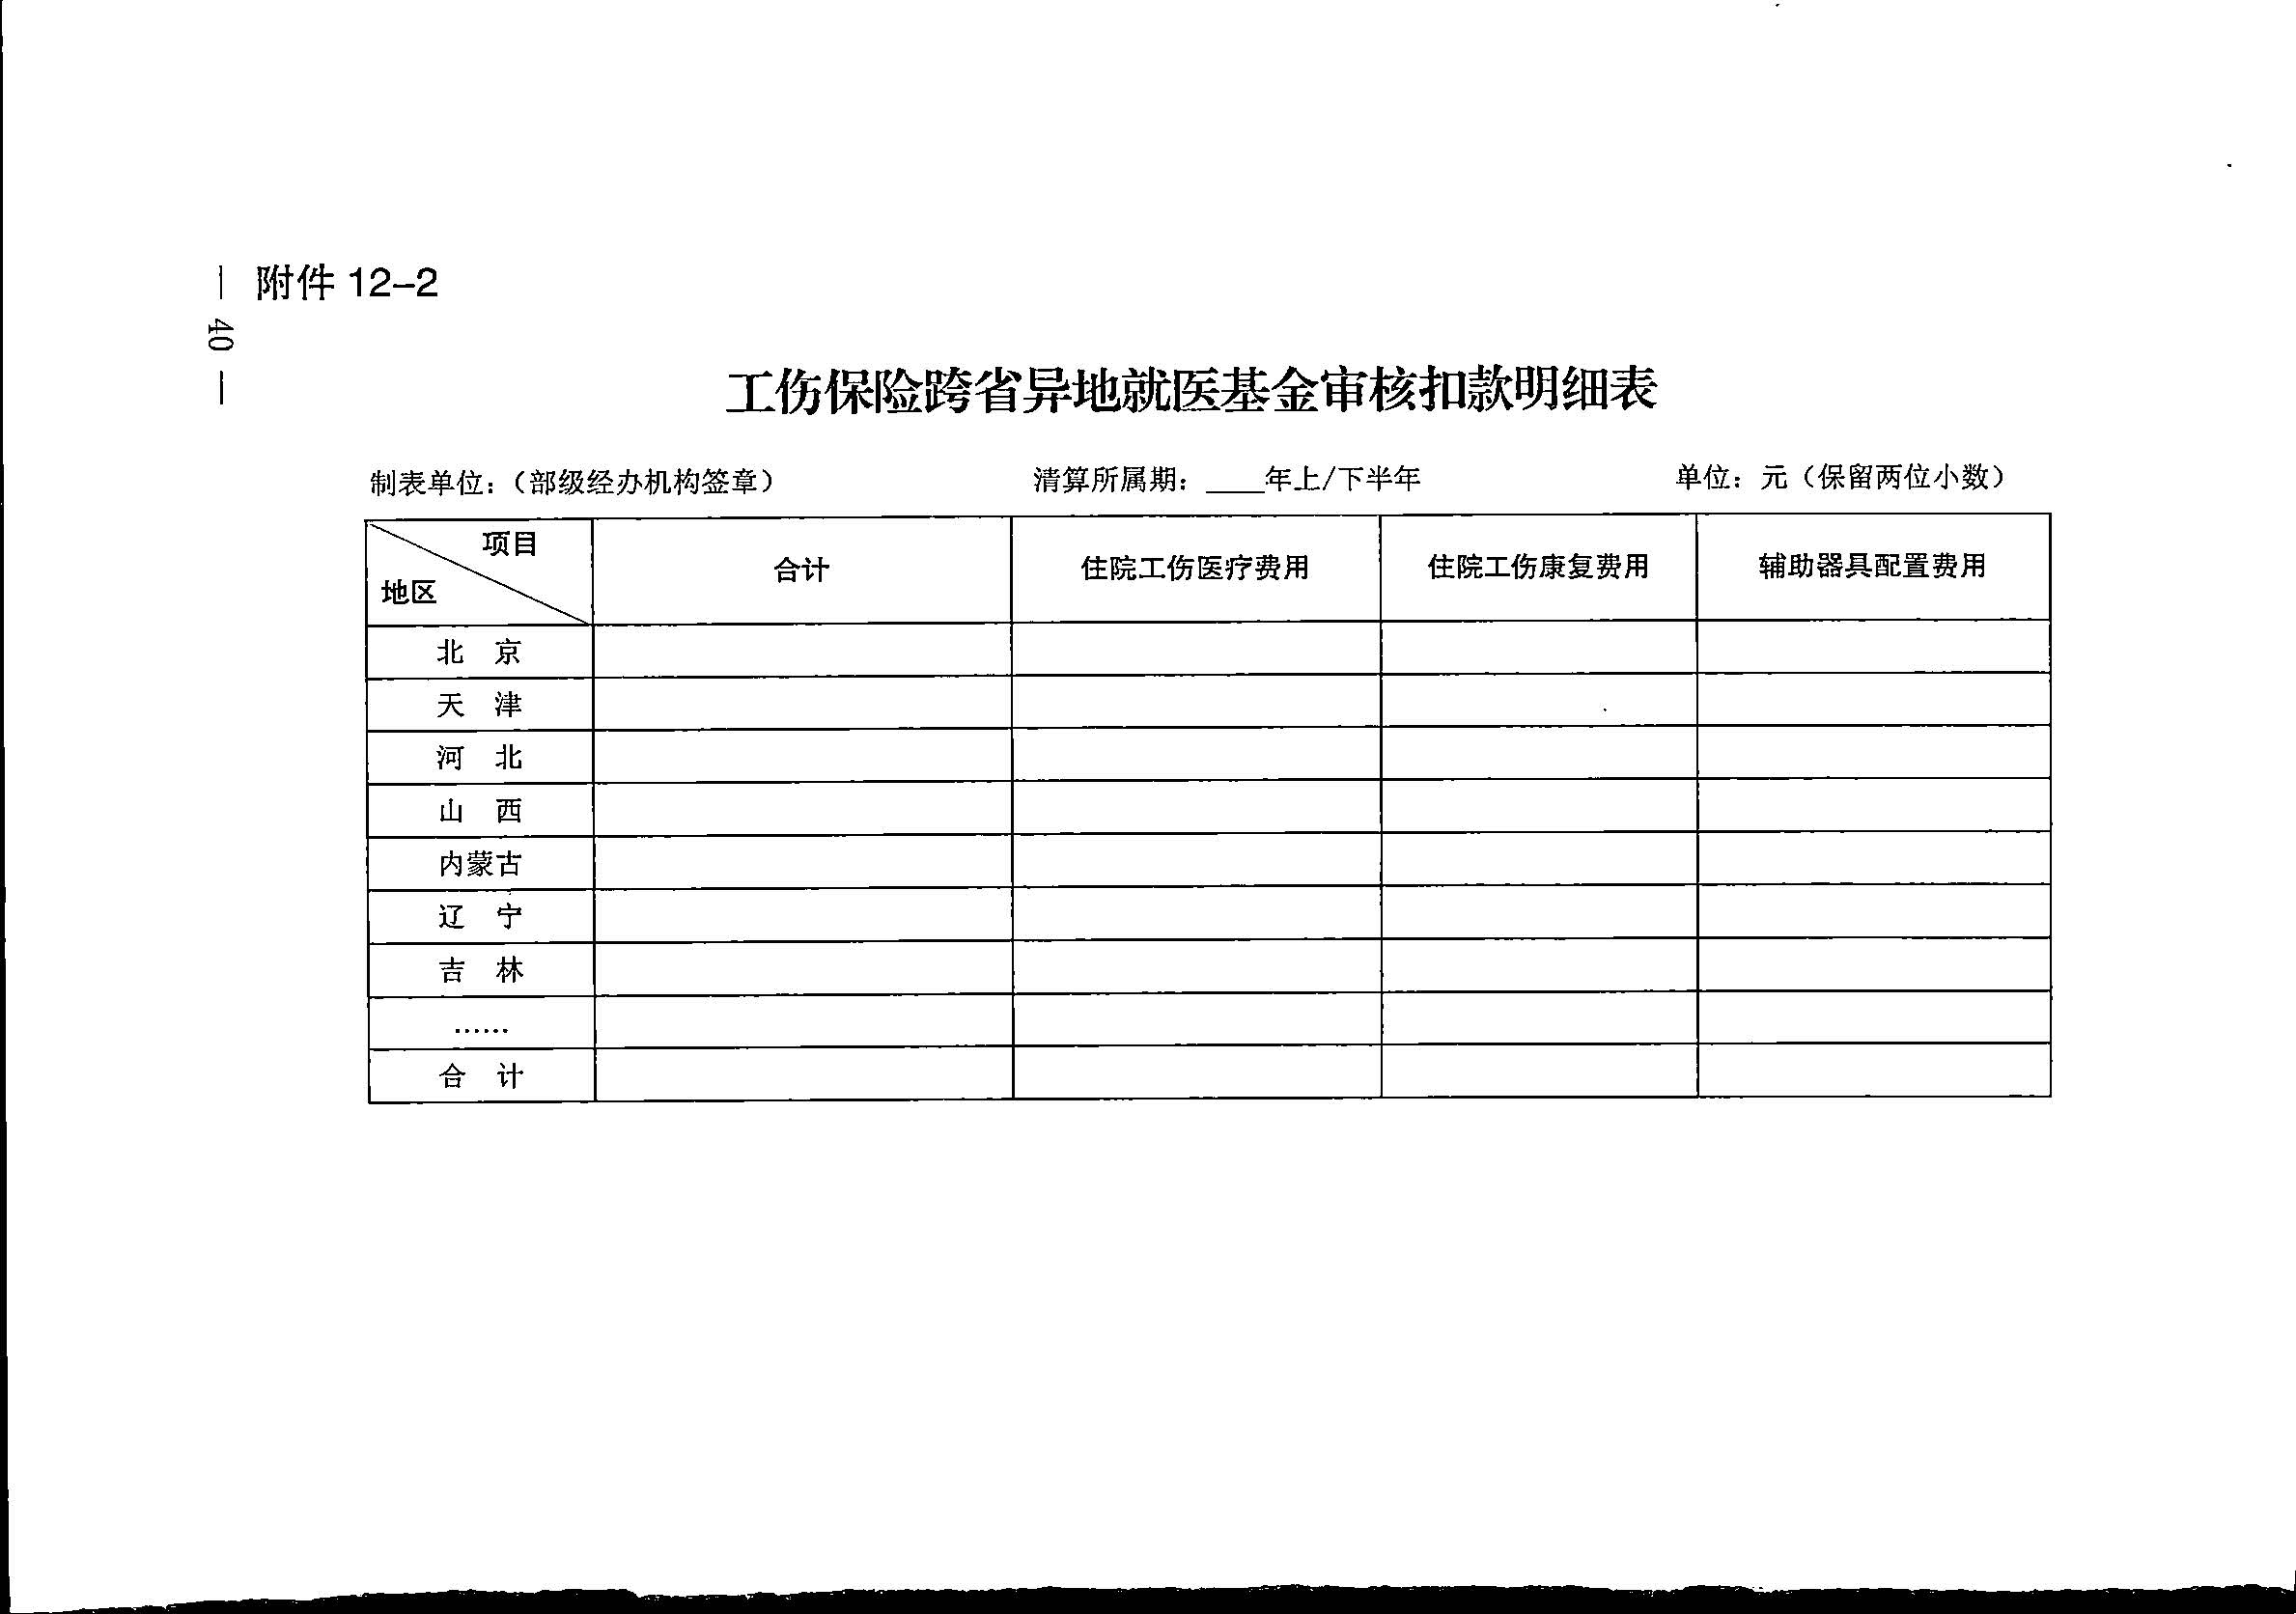 附件 12-2
— 40 —
工伤保险跨省异地就医基金审核扣款明细表
制表单位：（部级经办机构签章） 清算所属期：____年上/下半年 单位：元（保留两位小数）
项目
地区 合计 住院工伤医疗费用 住院工伤康复费用 辅助器具配置费用
北 京
天 津
河 北
山 西
内蒙古
辽 宁
吉 林
……
合 计